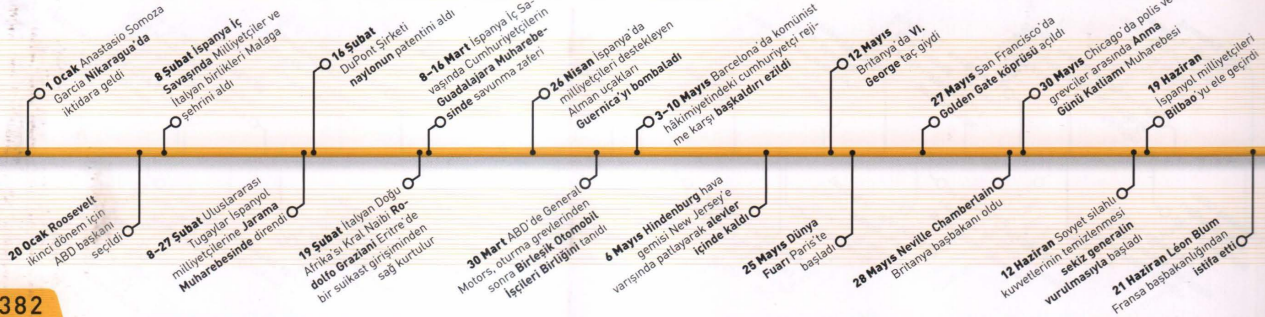 1 Ocak Anastasio Somoza
Garcia Nikaragua'da
iktidara geldi
8 Şubat İspanya İç
Savaşında Milliyetçiler ve
İtalyan birlikleri Malaga
şehrini aldı
16 Şubat
DuPont Şirketi
naylonun patentini aldı
8-16 Mart İspanya İç Sa-
vaşında Cumhuriyetçilerin
Guadalajara Muharebe-
sinde savunma zaferi
26 Nisan İspanya'da
milliyetçileri destekleyen
Alman uçakları
Guernica'yı bombaladı
3-10 Mayıs Barcelona'da komünist
hâkimiyetindeki cumhuriyetçi reji-
me karşı başkaldırı ezildi
12 Mayıs
Britanya'da VI.
George taç giydi
27 Mayıs San Francisco'da
Golden Gate köprüsü açıldı
30 Mayıs Chicago'da polis ve
grevciler arasında Anma
Günü Katliamı Muharebesi
19 Haziran
İspanyol milliyetçileri
Bilbao'yu ele geçirdi
20 Ocak Roosevelt
ikinci dönem için
ABD başkanı
seçildi
8-27 Şubat Uluslararası
Tugaylar İspanyol
milliyetçilerine Jarama
Muharebesinde direndi
19 Şubat İtalyan Doğu
Afrika sı Kral Naibi Ro-
dolfo Graziani Eritre'de
bir suikast girişiminden
sağ kurtulur
30 Mart ABD'de General
Motors, oturma grevlerinden
sonra Birleşik Otomobil
İşçileri Birliğini tanıdı
6 Mayıs Hindenburg hava
gemisi New Jersey'e
varışında patlayarak alevler
içinde kaldı
25 Mayıs Dünya
Fuarı Paris'te
başladı
28 Mayıs Neville Chamberlain
Britanya başbakanı oldu
12 Haziran Sovyet silahlı
kuvvetlerinin temizlenmesi
sekiz generalin
vurulmasıyla başladı
21 Haziran Léon Blum
Fransa başbakanlığından
istifa etti
382